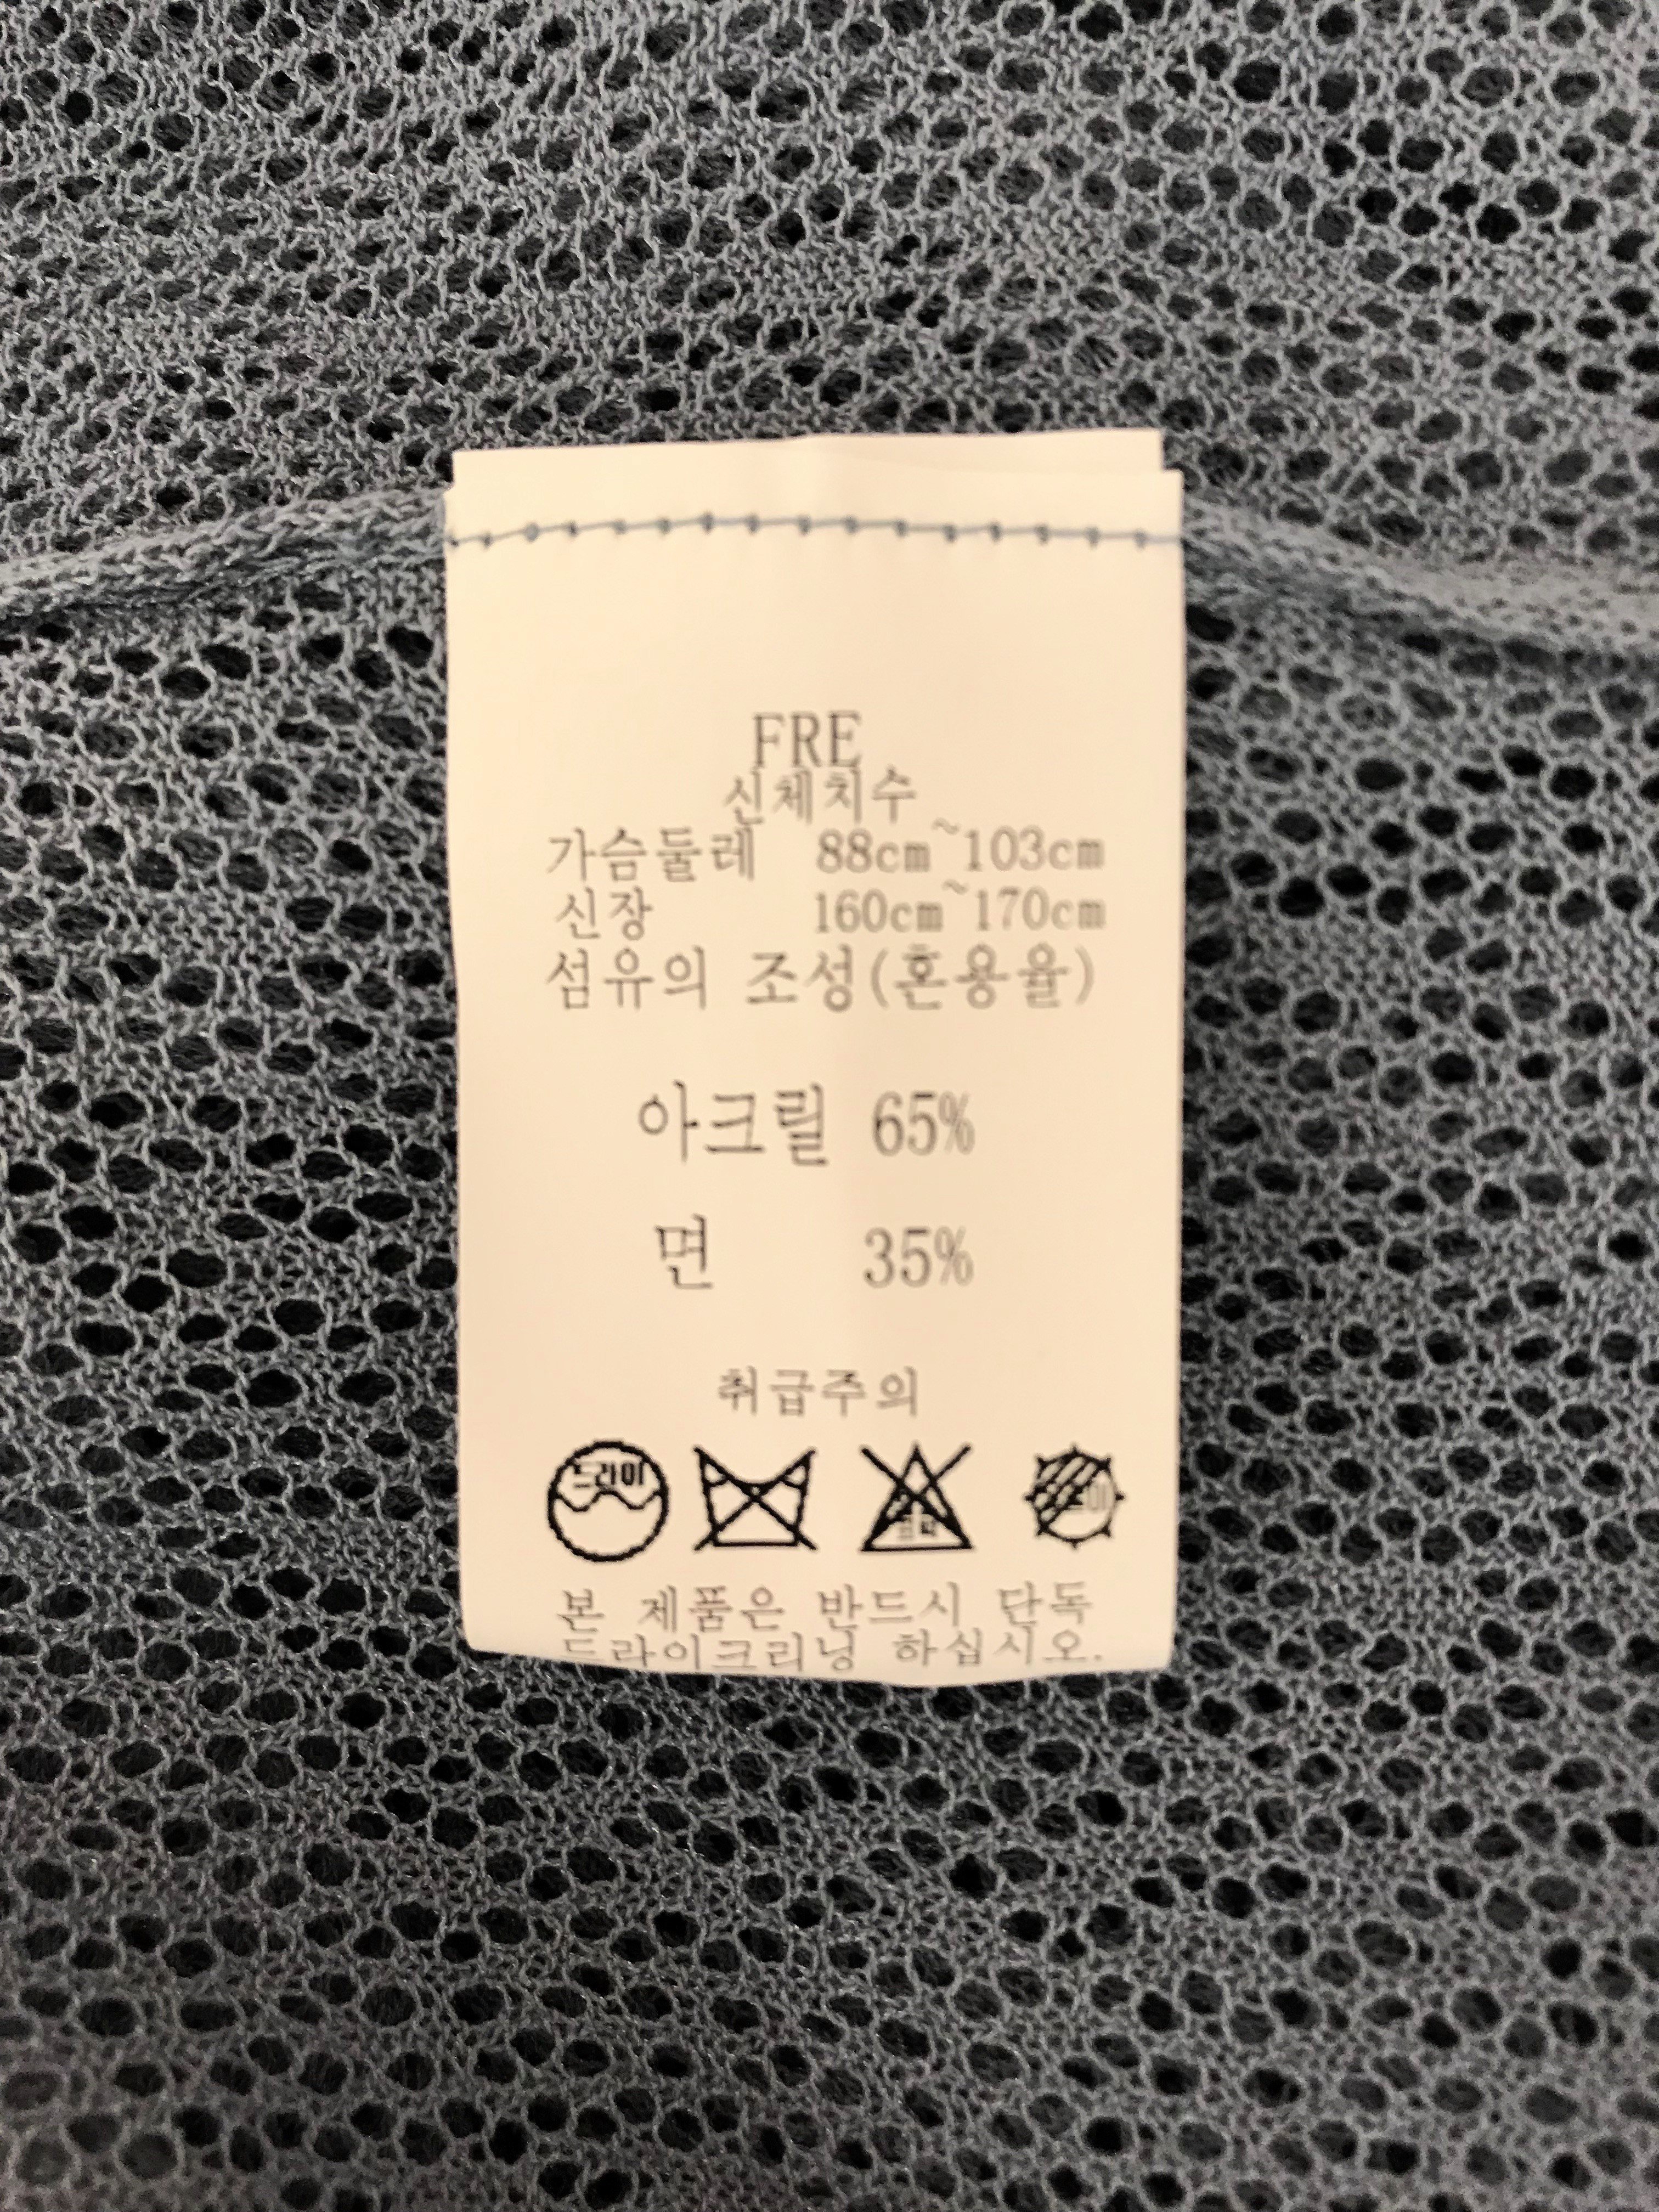 FRE
신체치수
가슴둘레 88cm~103cm
신장 160cm~170cm
섬유의 조성(혼용율)
아크릴 65%
면 35%
취급주의
드라이
본 제품은 반드시 단독
드라이크리닝 하십시오.